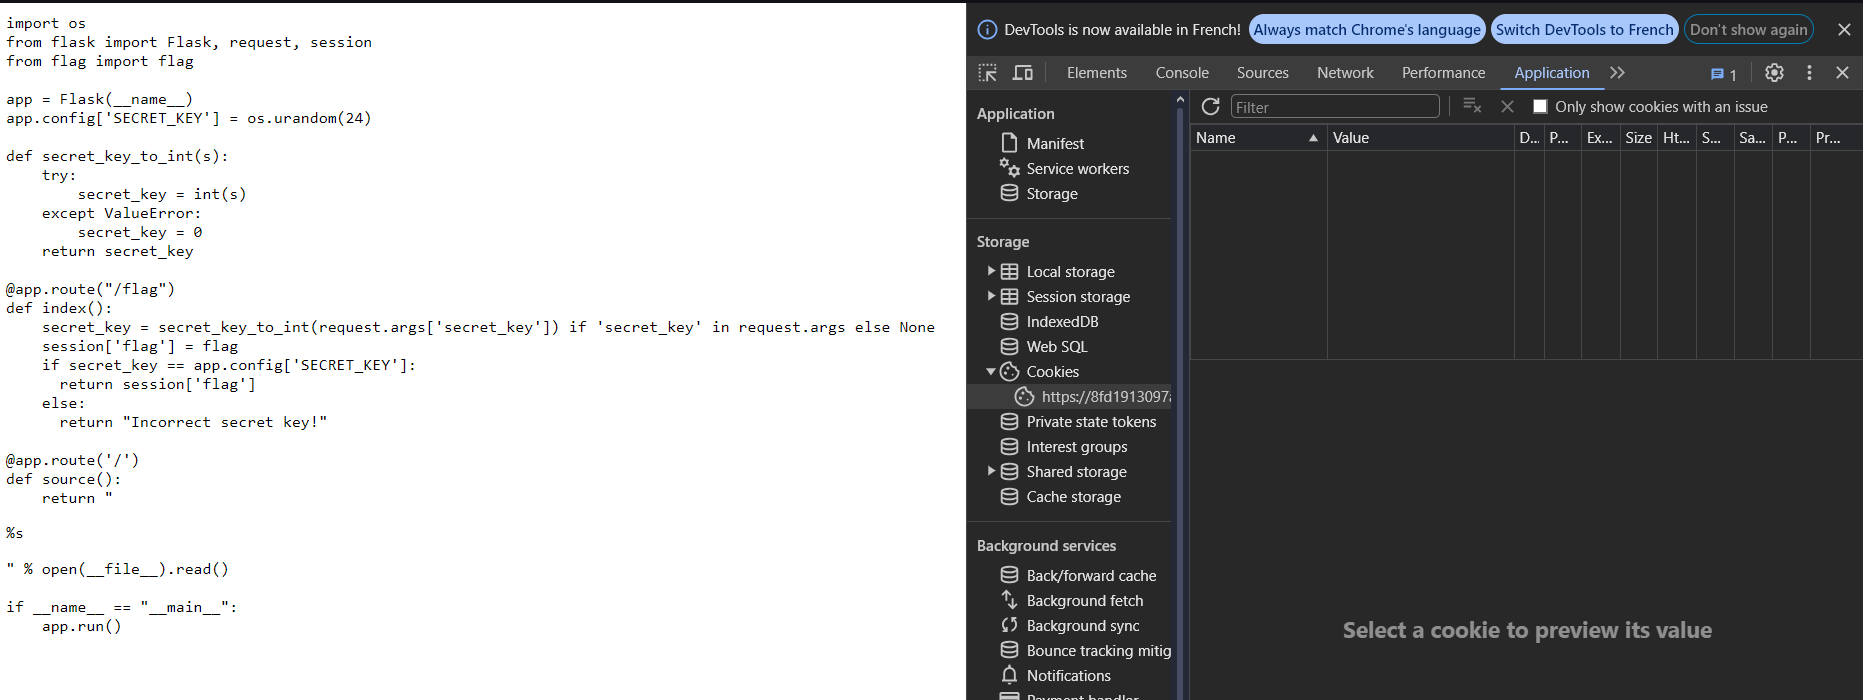 import os
from flask import Flask, request, session
from flag import flag
app = Flask(__name__)
app.config['SECRET_KEY'] = os.urandom(24)
def secret_key_to_int(s):
    try:
        secret_key = int(s)
    except ValueError:
        secret_key = 0
    return secret_key
@app.route("/flag")
def index():
    secret_key = secret_key_to_int(request.args['secret_key']) if 'secret_key' in request.args else None
    session['flag'] = flag
    if secret_key == app.config['SECRET_KEY']:
      return session['flag']
    else:
      return "Incorrect secret key!"
@app.route('/')
def source():
    return "
%s
" % open(__file__).read()
if __name__ == "__main__":
    app.run()
DevTools is now available in French! Always match Chrome's language Switch DevTools to French Don't show again
Elements Console Sources Network Performance Application 1
Application
Manifest
Service workers
Storage
Storage
Local storage
Session storage
IndexedDB
Web SQL
Cookies
https://8fd1913097
Private state tokens
Interest groups
Shared storage
Cache storage
Background services
Back/forward cache
Background fetch
Background sync
Bounce tracking mitig
Notifications
Payment handler
Filter Only show cookies with an issue
Name Value D... P... Ex... Size Ht... S... Sa... P... Pr...
Select a cookie to preview its value